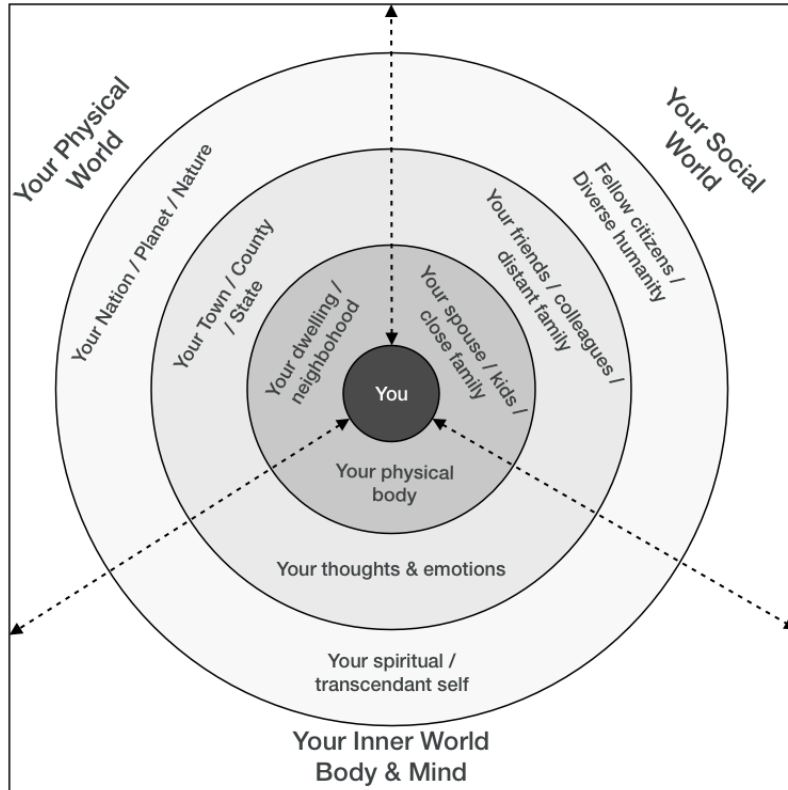 Your Physical
World
Your Social
World
Your Nation / Planet / Nature
Fellow citizens /
Diverse humanity
Your Town / County
/ State
Your friends / colleagues /
distant family
Your dwelling /
neighbohood
Your spouse / kids /
close family
You
Your physical
body
Your thoughts & emotions
Your spiritual /
transcendant self
Your Inner World
Body & Mind